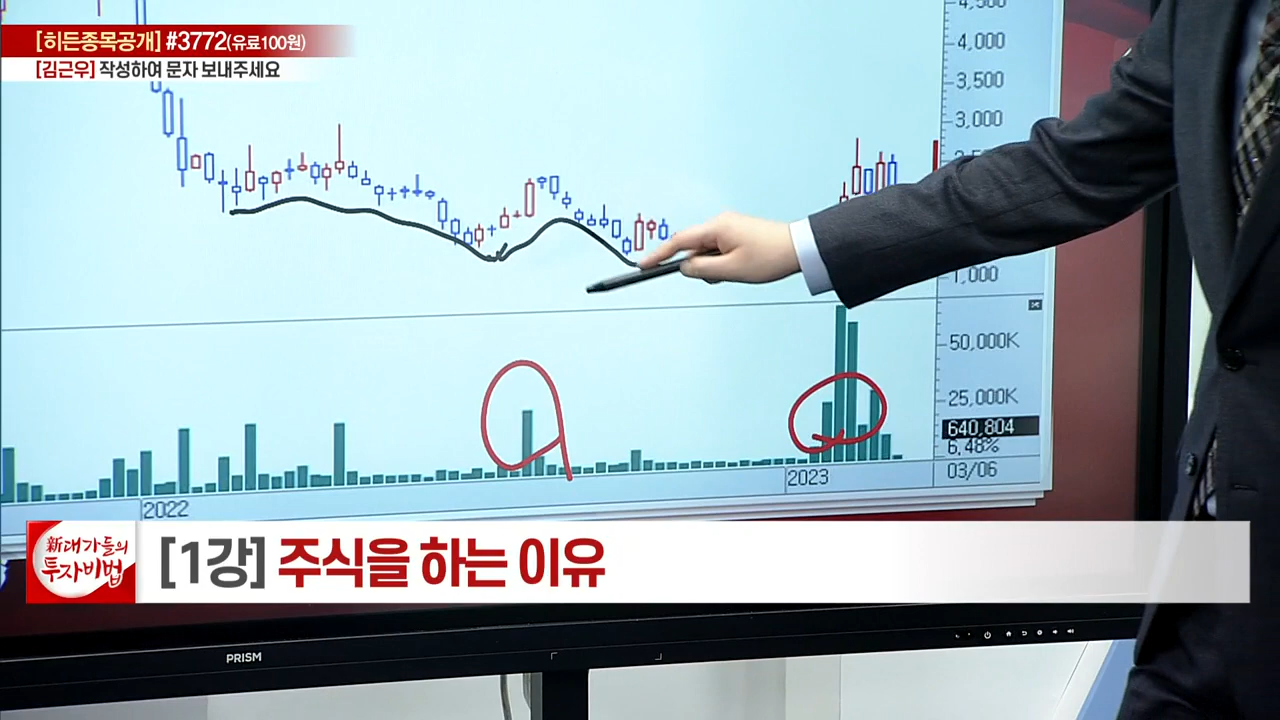 [히든종목공개] #3772(유료100원)
[김근우] 작성하여 문자 보내주세요
4,000
3,500
3,000
1,000
50,000K
25,000K
640,804
6,48%
2022
2023
03/06
新대가들의
투자비법
[1강] 주식을 하는 이유
PRISM